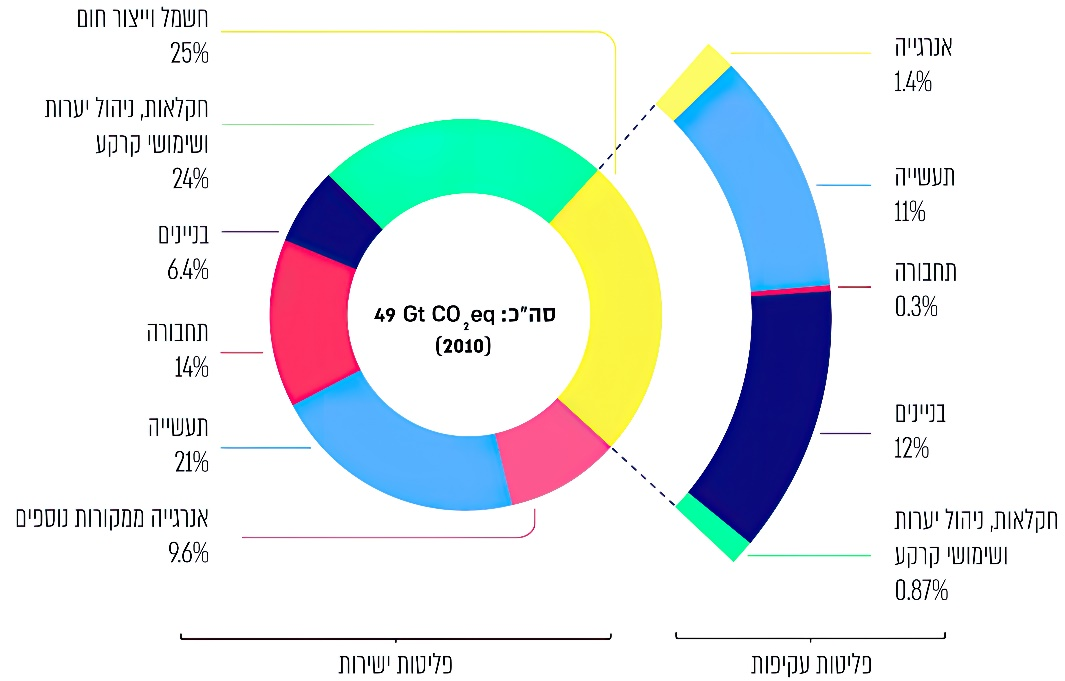 חשמל וייצור חום
25%
חקלאות, ניהול יערות
ושימושי קרקע
24%
בניינים
6.4%
תחבורה
14%
תעשייה
21%
אנרגייה ממקורות נוספים
9.6%
סה"כ: 49 Gt CO₂eq
(2010)
אנרגייה
1.4%
תעשייה
11%
תחבורה
0.3%
בניינים
12%
חקלאות, ניהול יערות
ושימושי קרקע
0.87%
פליטות ישירות
פליטות עקיפות